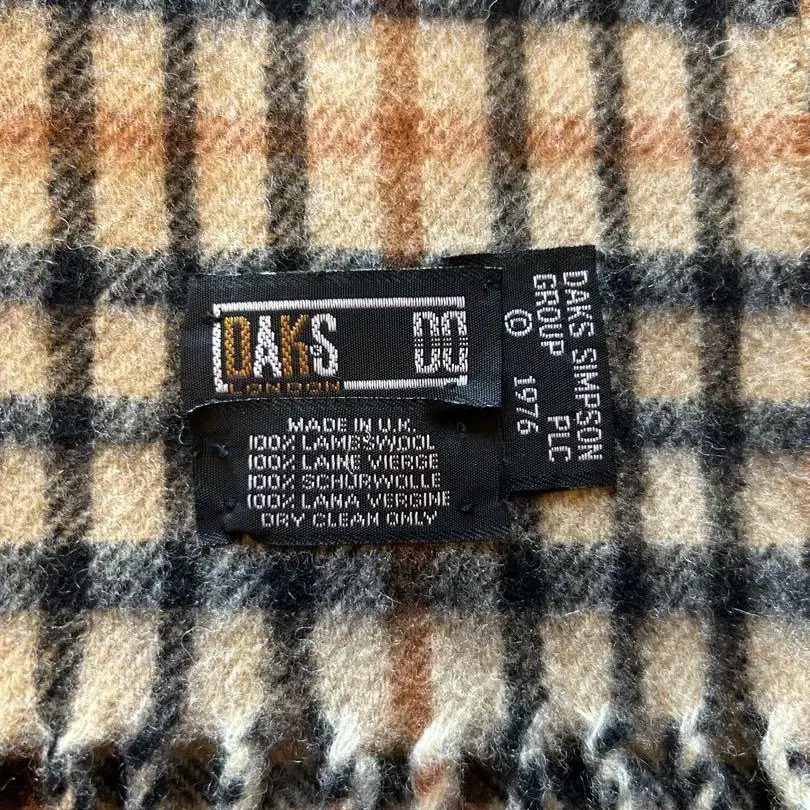 DAKS
LONDON
DD
MADE IN U.K.
100% LAMBSWOOL
100% LAINE VIERGE
100% SCHURWOLLE
100% LANA VERGINE
DRY CLEAN ONLY
DAKS SIMPSON
GROUP PLC
© 1976